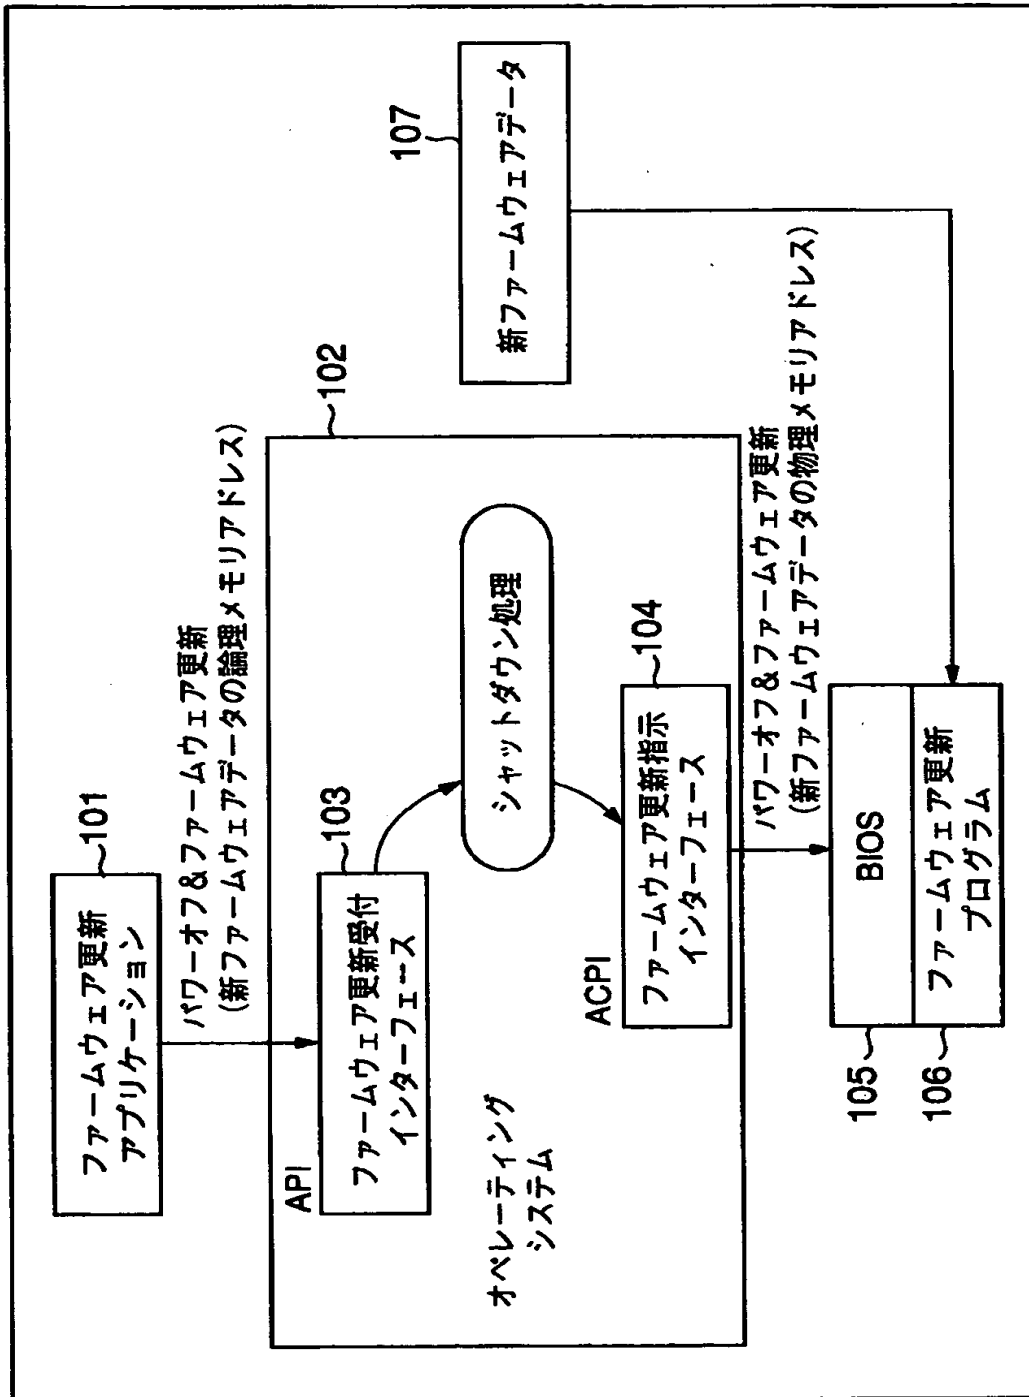 ファームウェア更新
アプリケーション
101
パワーオフ&ファームウェア更新
(新ファームウェアデータの論理メモリアドレス)
API
ファームウェア更新受付
インターフェース
103
102
オペレーティング
システム
シャットダウン処理
ACPI
ファームウェア更新指示
インターフェース
104
107
新ファームウェアデータ
パワーオフ&ファームウェア更新
(新ファームウェアデータの物理メモリアドレス)
105
BIOS
106
ファームウェア更新
プログラム